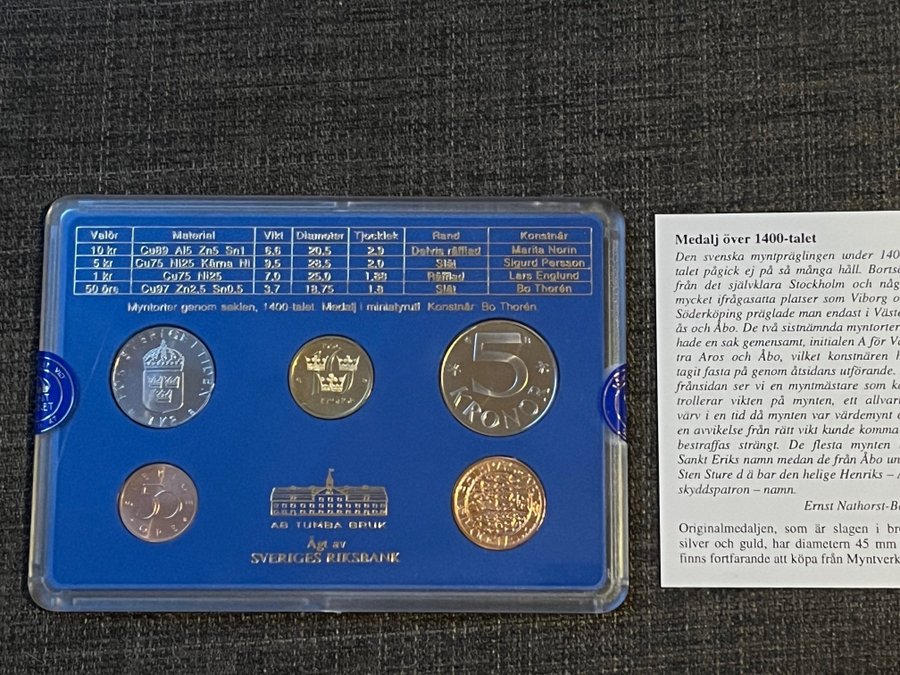 Valör Material Vikt Diameter Tjocklek Rand Konstnär
10 kr Cu89 Al5 Zn5 Sn1 6.6 20.5 2.9 Delvis räfflad Marita Norin
5 kr Cu75 Ni25 Kärna Ni 9.5 28.5 2.0 Slät Sigurd Persson
1 kr Cu75 Ni25 7.0 25.0 1.88 Räfflad Lars Englund
50 öre Cu97 Zn2.5 Sn0.5 3.7 18.75 1.8 Slät Bo Thorén
Myntorter genom seklen, 1400-talet. Medalj i miniatyr Konstnär Bo Thorén
1 KR
5
KRONOR
50
ÖRE
AB TUMBA BRUK
Ägt av
SVERIGES RIKSBANK
Medalj över 1400-talet
Den svenska myntpräglingen under 140
talet pågick ej på så många håll. Bortse
från det självklara Stockholm och någ
mycket ifrågasatta platser som Viborg o
Söderköping präglade man endast i Väste
ås och Åbo. De två sistnämnda myntorter
hade en sak gemensamt, initialen A för Vä
tra Aros och Åbo, vilket konstnären h
tagit fasta på genom åtsidans utförande.
frånsidan ser vi en myntmästare som ko
trollerar vikten på mynten, ett allvar
värv i en tid då mynten var värdemynt
en avvikelse från rätt vikt kunde komma
bestraffas strängt. De flesta mynten
Sankt Eriks namn medan de från Åbo un
Sten Sture d ä bar den helige Henriks –
skyddspatron – namn.
Ernst Nathorst-B
Originalmedaljen, som är slagen i br
silver och guld, har diametern 45 mm
finns fortfarande att köpa från Myntverk